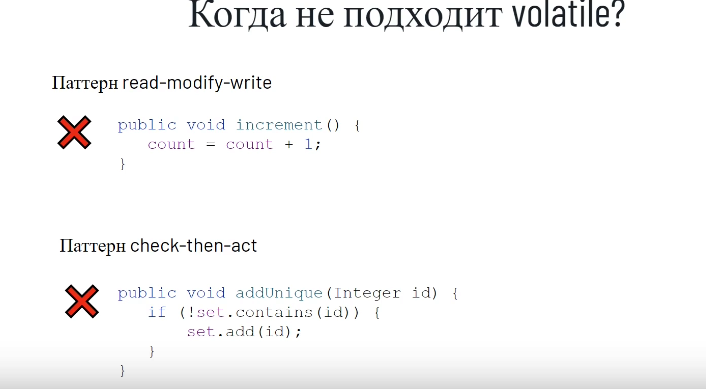 Когда не подходит volatile?
Паттерн read-modify-write
public void increment() {
count = count + 1;
}
Паттерн check-then-act
public void addUnique(Integer id) {
if (!set.contains(id)) {
set.add(id);
}
}